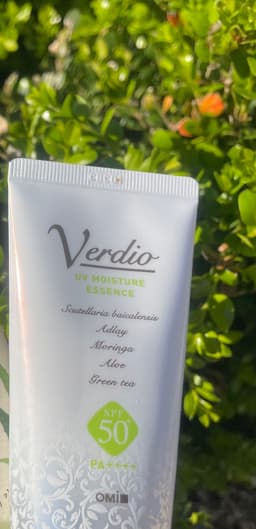 Verdio
UV MOISTURE
ESSENCE
Scutellaria baicalensis
Adlay
Moringa
Aloe
Green tea
SPF
50+
PA++++
OMI